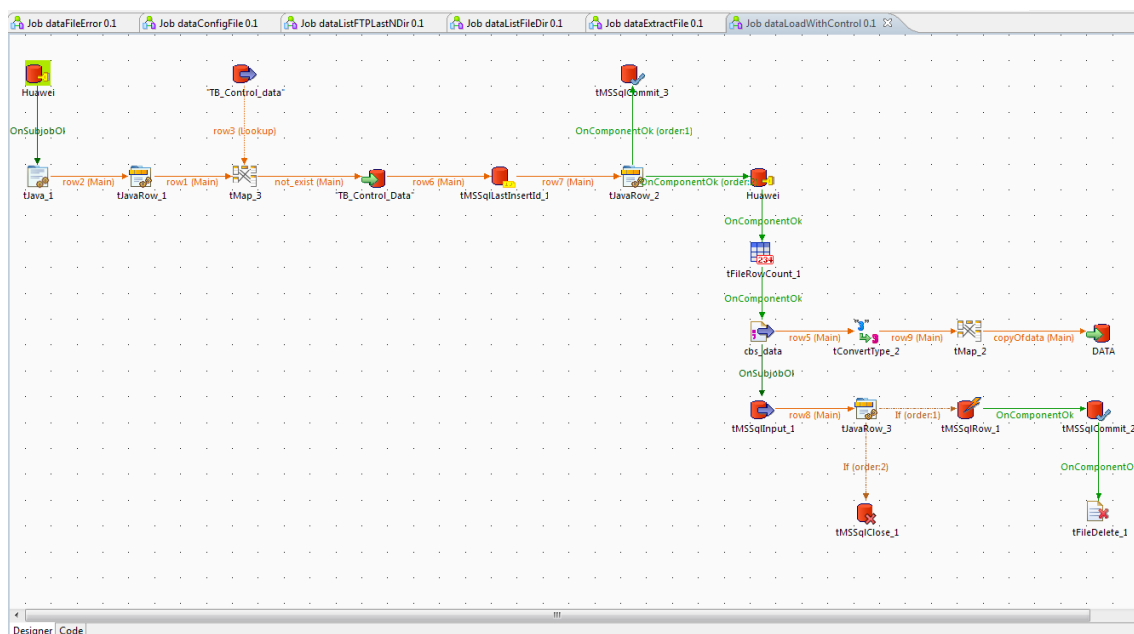 Job dataFileError 0.1
Job dataConfigFile 0.1
Job dataListFTPLastNDir 0.1
Job dataListFileDir 0.1
Job dataExtractFile 0.1
Job dataLoadWithControl 0.1
Huawei
"TB_Control_data"
tMSSqlCommit_3
OnSubjobOk
row3 (Lookup)
OnComponentOk (order:1)
row2 (Main)
row1 (Main)
not_exist (Main)
row6 (Main)
row7 (Main)
OnComponentOk (order:
tJava_1
tJavaRow_1
tMap_3
"TB_Control_Data"
tMSSqlLastInsertId_1
tJavaRow_2
Huawei
OnComponentOk
234
tFileRowCount_1
OnComponentOk
row5 (Main)
row9 (Main)
copyOfdata (Main)
cbs_data
tConvertType_2
tMap_2
DATA
OnSubjobOk
row8 (Main)
If (order:1)
OnComponentOk
tMSSqlInput_1
tJavaRow_3
tMSSqlRow_1
tMSSqlCommit_2
If (order:2)
OnComponentO
tMSSqlClose_1
tFileDelete_1
Designer
Code